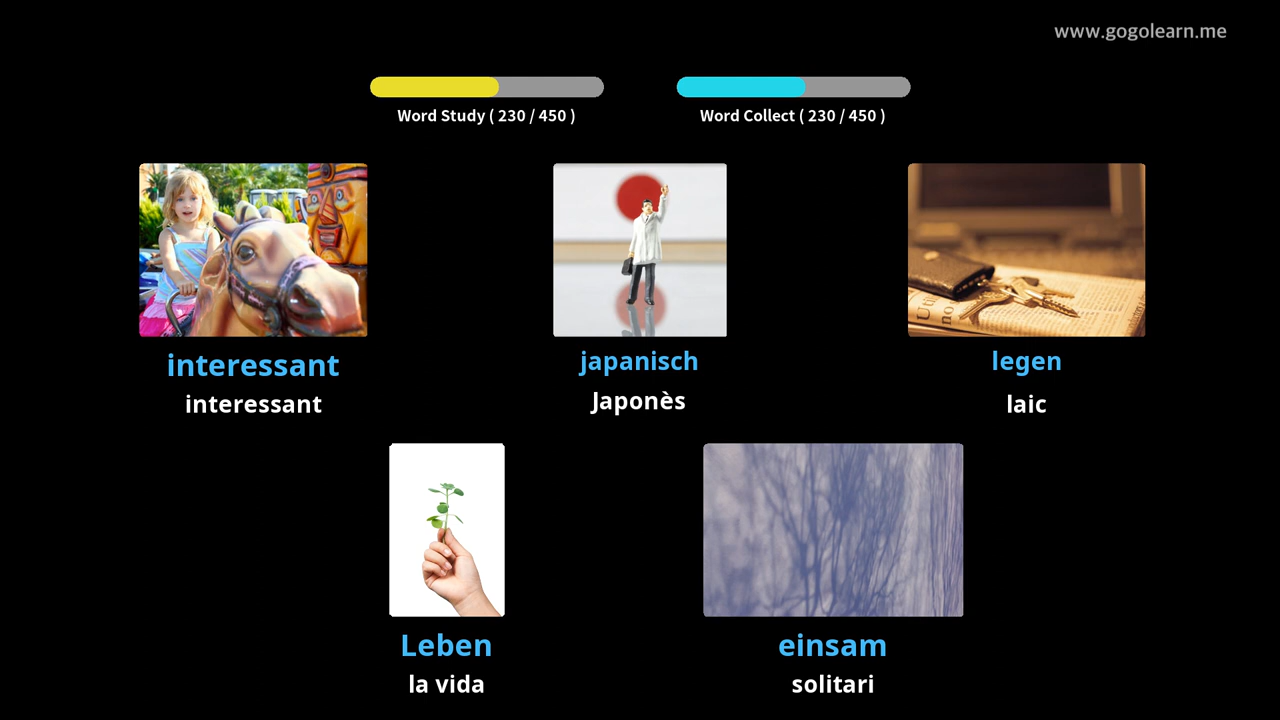 www.gogolearn.me
Word Study ( 230 / 450 )
Word Collect ( 230 / 450 )
interessant
interessant
japanisch
Japonès
legen
laic
Leben
la vida
einsam
solitari